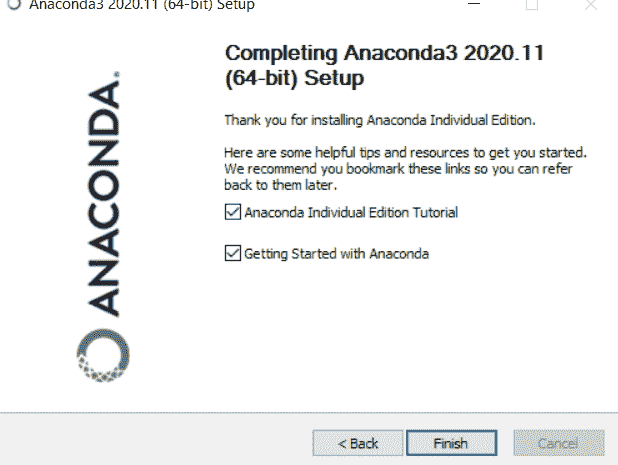 Anaconda3 2020.11 (64-bit) Setup
Completing Anaconda3 2020.11
(64-bit) Setup
Thank you for installing Anaconda Individual Edition.
Here are some helpful tips and resources to get you started.
We recommend you bookmark these links so you can refer
back to them later.
Anaconda Individual Edition Tutorial
Getting Started with Anaconda
ANACONDA.
< Back
Finish
Cancel